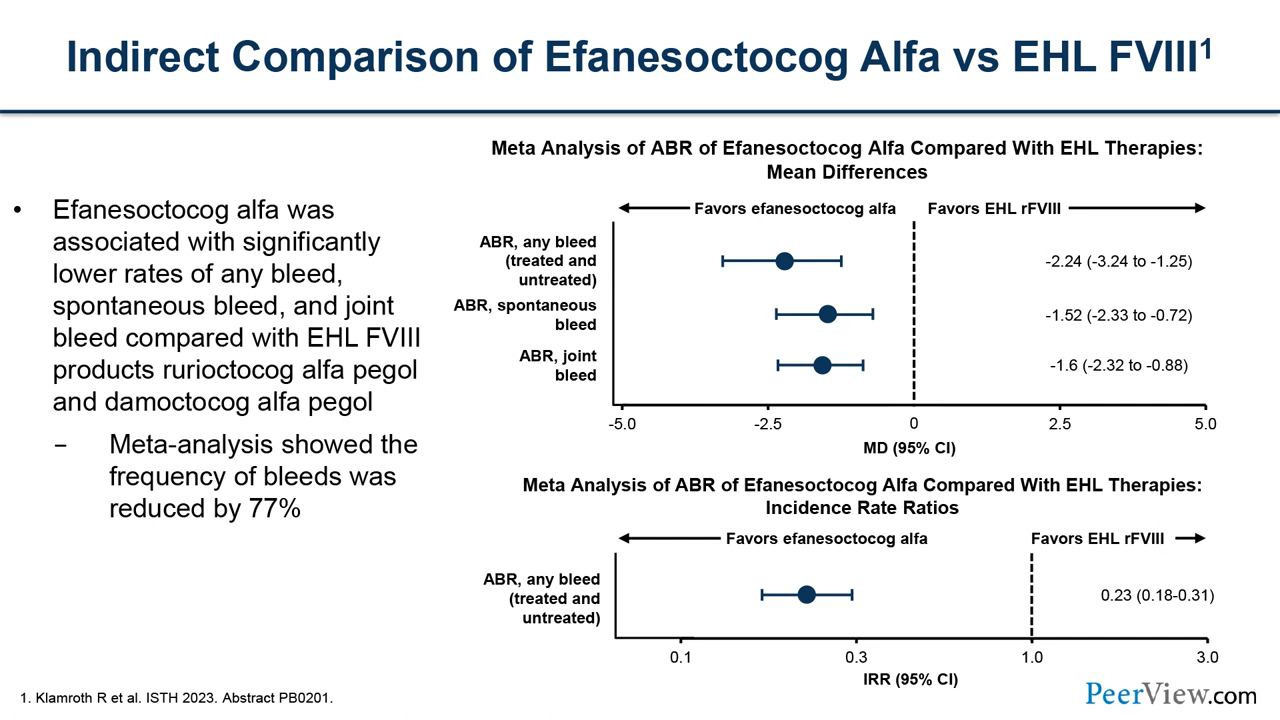 Indirect Comparison of Efanesoctocog Alfa vs EHL FVIII¹
• Efanesoctocog alfa was
associated with significantly
lower rates of any bleed,
spontaneous bleed, and joint
bleed compared with EHL FVIII
products rurioctocog alfa pegol
and damoctocog alfa pegol
– Meta-analysis showed the
frequency of bleeds was
reduced by 77%
Meta Analysis of ABR of Efanesoctocog Alfa Compared With EHL Therapies:
Mean Differences
Favors efanesoctocog alfa Favors EHL rFVIII
ABR, any bleed
(treated and
untreated)
-2.24 (-3.24 to -1.25)
ABR, spontaneous
bleed
-1.52 (-2.33 to -0.72)
ABR, joint
bleed
-1.6 (-2.32 to -0.88)
-5.0 -2.5 0 2.5 5.0
MD (95% CI)
Meta Analysis of ABR of Efanesoctocog Alfa Compared With EHL Therapies:
Incidence Rate Ratios
Favors efanesoctocog alfa Favors EHL rFVIII
ABR, any bleed
(treated and
untreated)
0.23 (0.18-0.31)
0.1 0.3 1.0 3.0
IRR (95% CI)
1. Klamroth R et al. ISTH 2023. Abstract PB0201.
PeerView.com